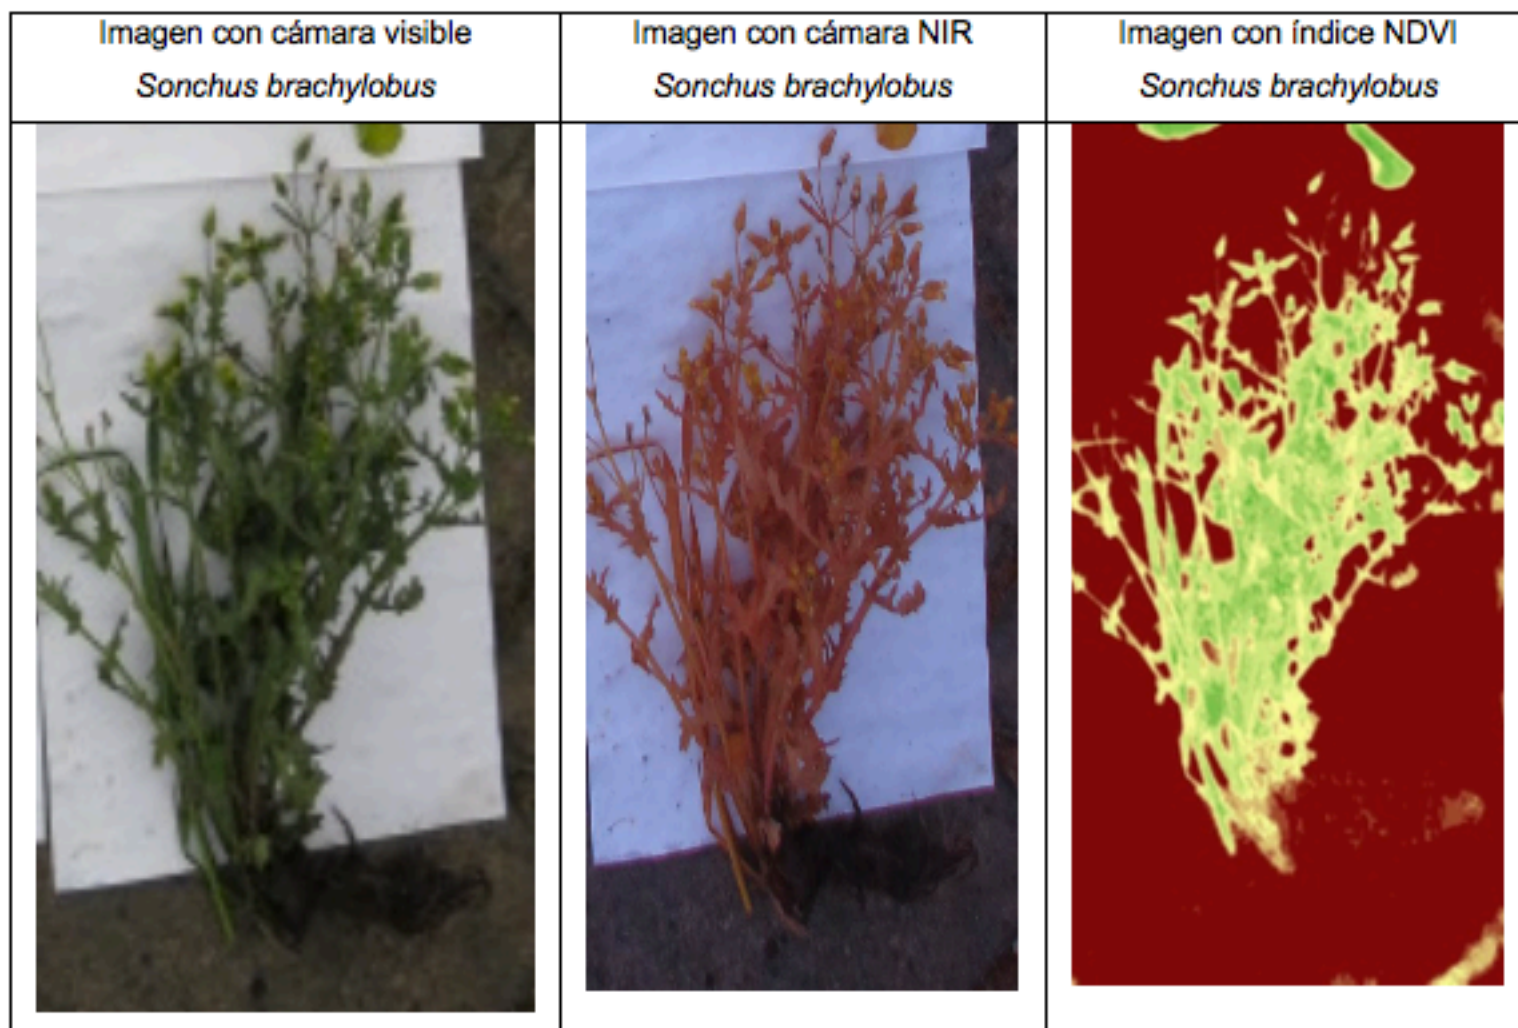 Imagen con cámara visible
Sonchus brachylobus
Imagen con cámara NIR
Sonchus brachylobus
Imagen con índice NDVI
Sonchus brachylobus